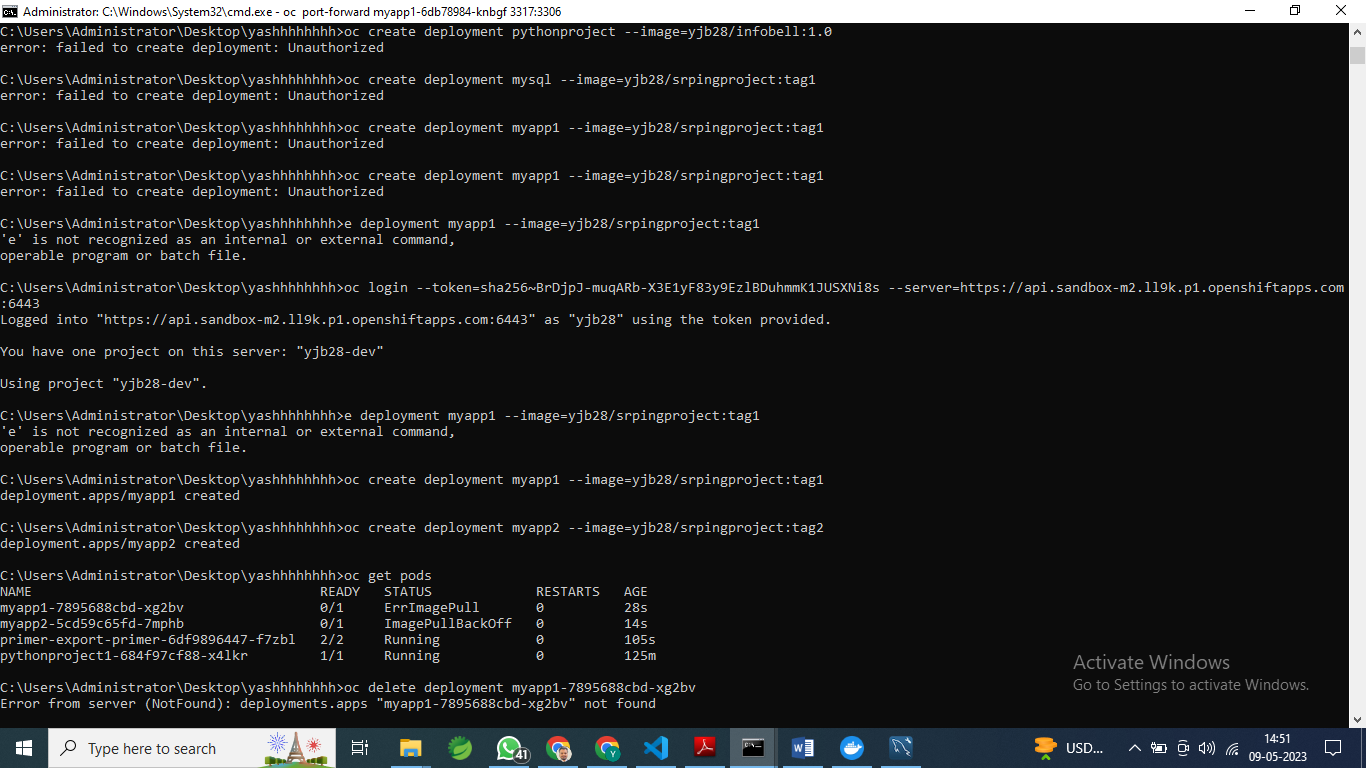 Administrator: C:\Windows\System32\cmd.exe - oc  port-forward myapp1-6db78984-knbgf 3317:3306
C:\Users\Administrator\Desktop\yashhhhhhhh>oc create deployment pythonproject --image=yjb28/infobell:1.0
error: failed to create deployment: Unauthorized
C:\Users\Administrator\Desktop\yashhhhhhhh>oc create deployment mysql --image=yjb28/srpingproject:tag1
error: failed to create deployment: Unauthorized
C:\Users\Administrator\Desktop\yashhhhhhhh>oc create deployment myapp1 --image=yjb28/srpingproject:tag1
error: failed to create deployment: Unauthorized
C:\Users\Administrator\Desktop\yashhhhhhhh>oc create deployment myapp1 --image=yjb28/srpingproject:tag1
error: failed to create deployment: Unauthorized
C:\Users\Administrator\Desktop\yashhhhhhhh>e deployment myapp1 --image=yjb28/srpingproject:tag1
'e' is not recognized as an internal or external command,
operable program or batch file.
C:\Users\Administrator\Desktop\yashhhhhhhh>oc login --token=sha256~BrDjpJ-muqARb-X3E1yF83y9EzlBDuhmmK1JUSXNi8s --server=https://api.sandbox-m2.ll9k.p1.openshiftapps.com
:6443
Logged into "https://api.sandbox-m2.ll9k.p1.openshiftapps.com:6443" as "yjb28" using the token provided.
You have one project on this server: "yjb28-dev"
Using project "yjb28-dev".
C:\Users\Administrator\Desktop\yashhhhhhhh>e deployment myapp1 --image=yjb28/srpingproject:tag1
'e' is not recognized as an internal or external command,
operable program or batch file.
C:\Users\Administrator\Desktop\yashhhhhhhh>oc create deployment myapp1 --image=yjb28/srpingproject:tag1
deployment.apps/myapp1 created
C:\Users\Administrator\Desktop\yashhhhhhhh>oc create deployment myapp2 --image=yjb28/srpingproject:tag2
deployment.apps/myapp2 created
C:\Users\Administrator\Desktop\yashhhhhhhh>oc get pods
NAME                                    READY   STATUS             RESTARTS   AGE
myapp1-7895688cbd-xg2bv                 0/1     ErrImagePull       0          28s
myapp2-5cd59c65fd-7mphb                 0/1     ImagePullBackOff   0          14s
primer-export-primer-6df9896447-f7zbl   2/2     Running            0          105s
pythonproject1-684f97cf88-x4lkr         1/1     Running            0          125m
C:\Users\Administrator\Desktop\yashhhhhhhh>oc delete deployment myapp1-7895688cbd-xg2bv
Error from server (NotFound): deployments.apps "myapp1-7895688cbd-xg2bv" not found
Activate Windows
Go to Settings to activate Windows.
Type here to search
41
USD...
14:51
09-05-2023